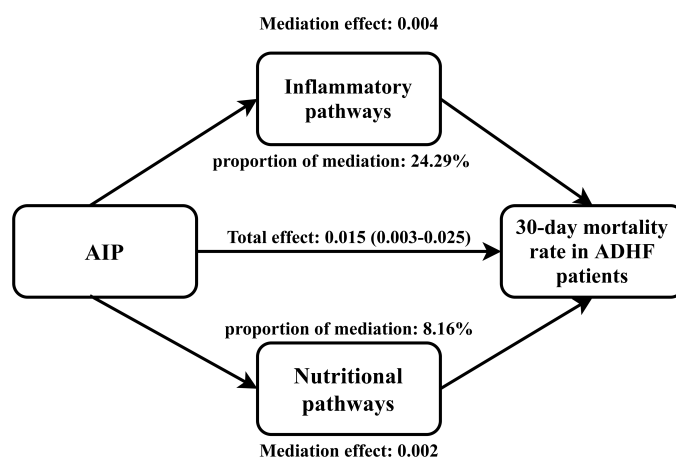 Mediation effect: 0.004
Inflammatory
pathways
proportion of mediation: 24.29%
AIP
Total effect: 0.015 (0.003-0.025)
30-day mortality
rate in ADHF
patients
proportion of mediation: 8.16%
Nutritional
pathways
Mediation effect: 0.002